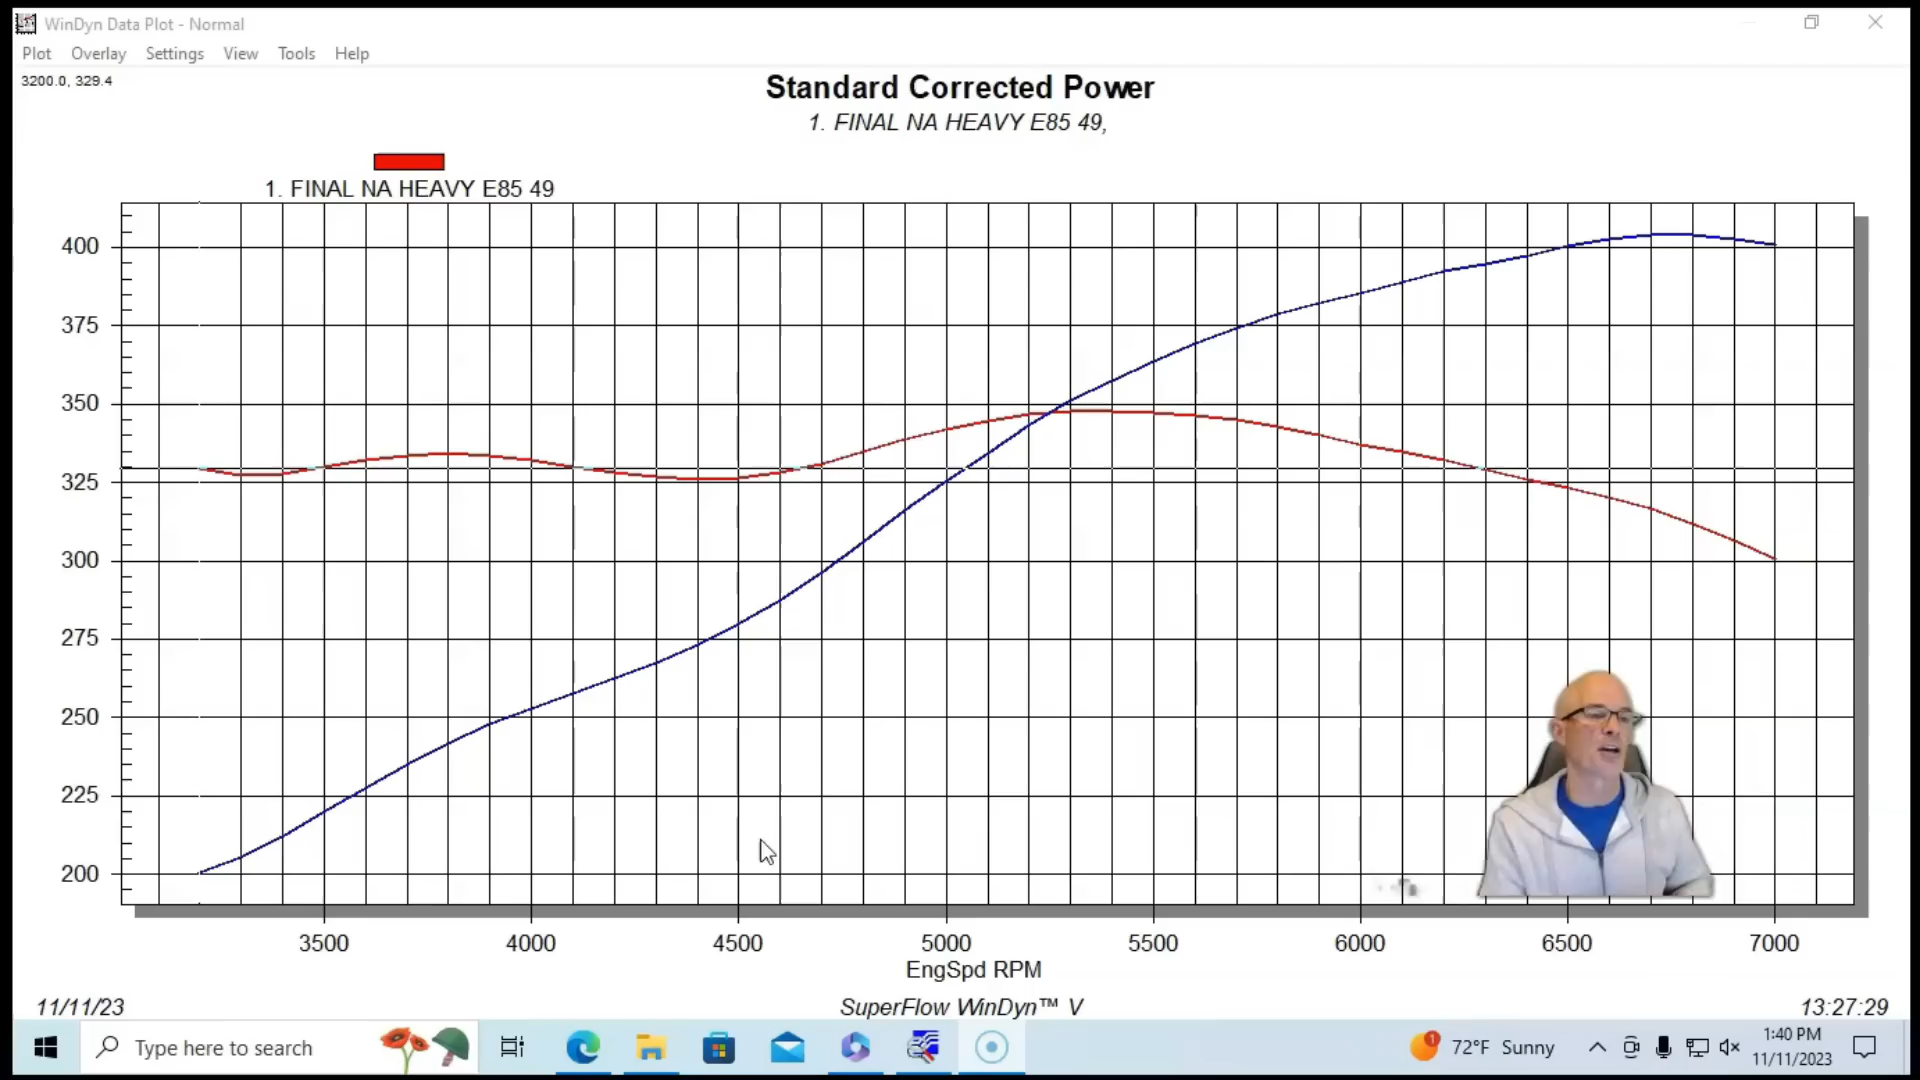 WinDyn Data Plot - Normal
Plot Overlay Settings View Tools Help
3200.0, 329.4
Standard Corrected Power
1. FINAL NA HEAVY E85 49,
1. FINAL NA HEAVY E85 49
400
375
350
325
300
275
250
225
200
3500 4000 4500 5000 5500 6000 6500 7000
EngSpd RPM
11/11/23 SuperFlow WinDyn™ V 13:27:29
Type here to search 1 72°F Sunny 1:40 PM
11/11/2023